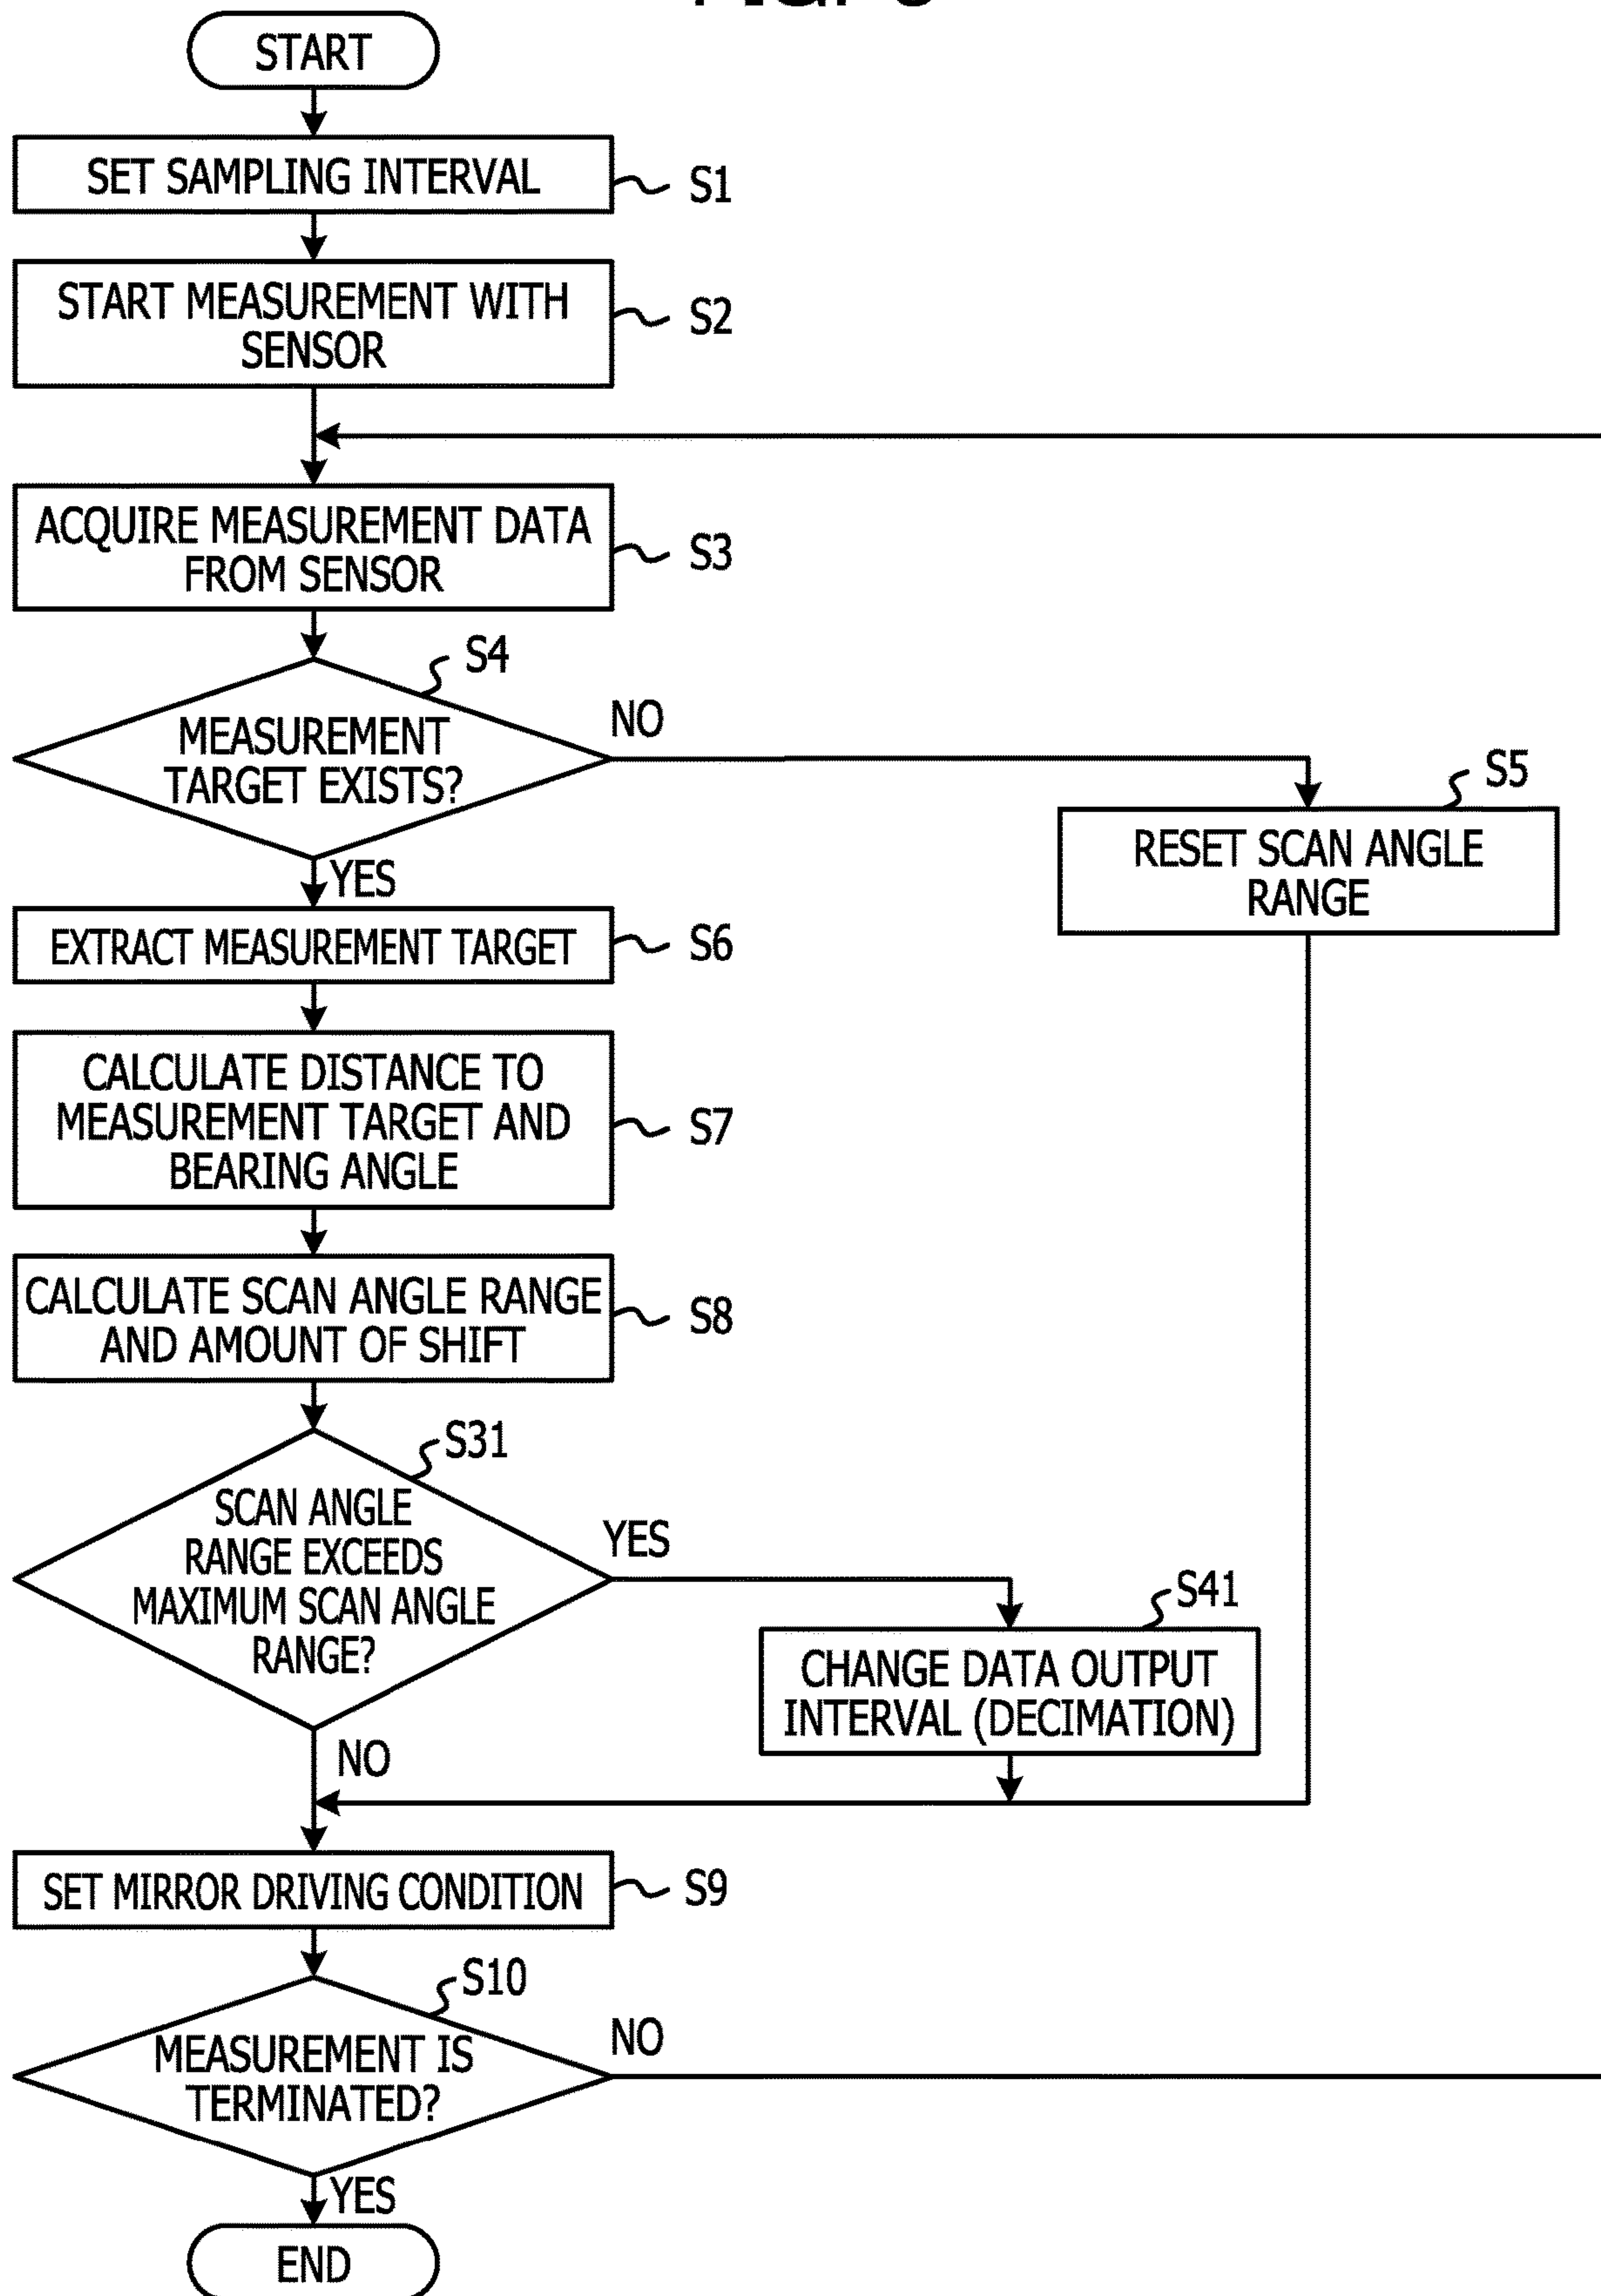 START
SET SAMPLING INTERVAL
S1
START MEASUREMENT WITH
SENSOR
S2
ACQUIRE MEASUREMENT DATA
FROM SENSOR
S3
S4
MEASUREMENT
TARGET EXISTS?
NO
YES
S5
RESET SCAN ANGLE
RANGE
EXTRACT MEASUREMENT TARGET
S6
CALCULATE DISTANCE TO
MEASUREMENT TARGET AND
BEARING ANGLE
S7
CALCULATE SCAN ANGLE RANGE
AND AMOUNT OF SHIFT
S8
S31
SCAN ANGLE
RANGE EXCEEDS
MAXIMUM SCAN ANGLE
RANGE?
YES
NO
S41
CHANGE DATA OUTPUT
INTERVAL (DECIMATION)
SET MIRROR DRIVING CONDITION
S9
S10
MEASUREMENT IS
TERMINATED?
NO
YES
END